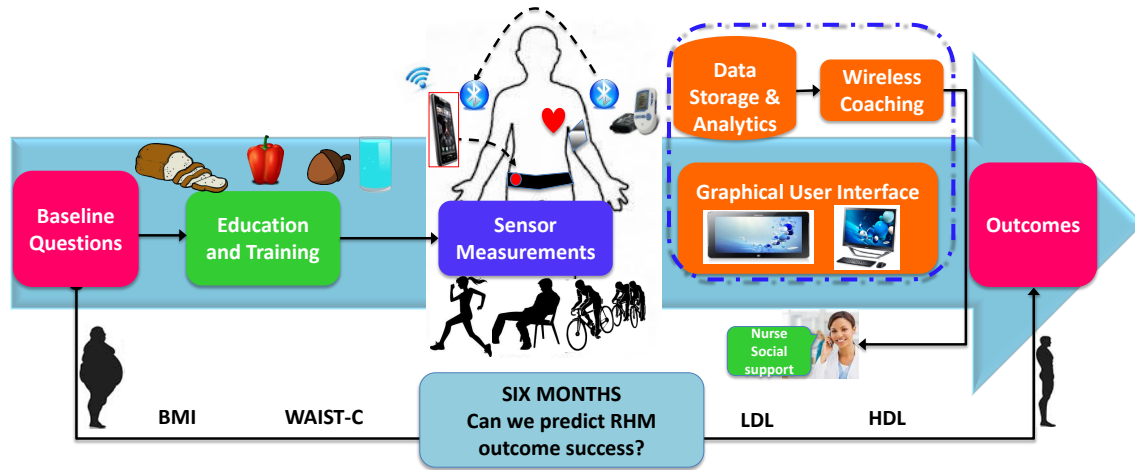 Baseline
Questions
Education
and Training
Sensor
Measurements
Data
Storage &
Analytics
Wireless
Coaching
Graphical User Interface
Outcomes
Nurse
Social
support
SIX MONTHS
Can we predict RHM
outcome success?
BMI
WAIST-C
LDL
HDL